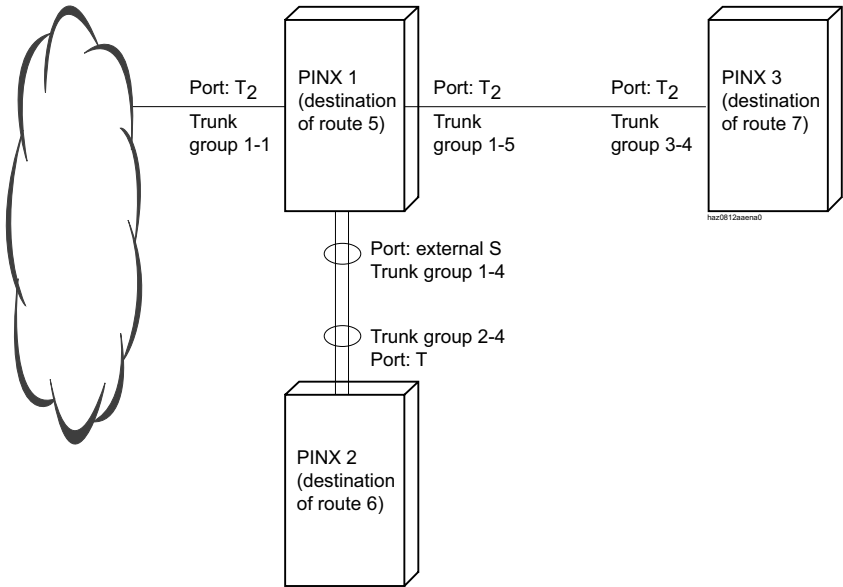 Port: T2
Trunk
group 1-1
PINX 1
(destination
of route 5)
Port: T2
Trunk
group 1-5
Port: T2
Trunk
group 3-4
PINX 3
(destination
of route 7)
haz0812aaena0
Port: external S
Trunk group 1-4
Trunk group 2-4
Port: T
PINX 2
(destination
of route 6)